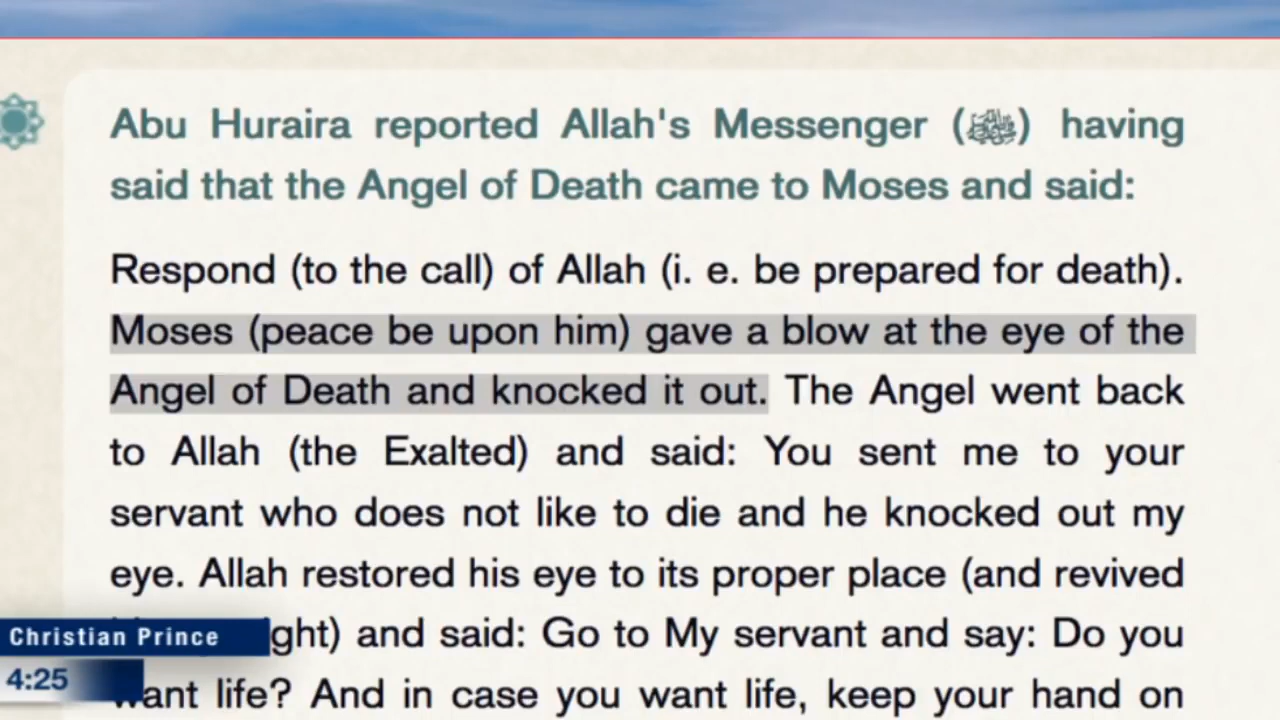 Abu Huraira reported Allah's Messenger (ﷺ) having
said that the Angel of Death came to Moses and said:
Respond (to the call) of Allah (i. e. be prepared for death).
Moses (peace be upon him) gave a blow at the eye of the
Angel of Death and knocked it out. The Angel went back
to Allah (the Exalted) and said: You sent me to your
servant who does not like to die and he knocked out my
eye. Allah restored his eye to its proper place (and revived
ght) and said: Go to My servant and say: Do you
want life? And in case you want life, keep your hand on
Christian Prince
4:25